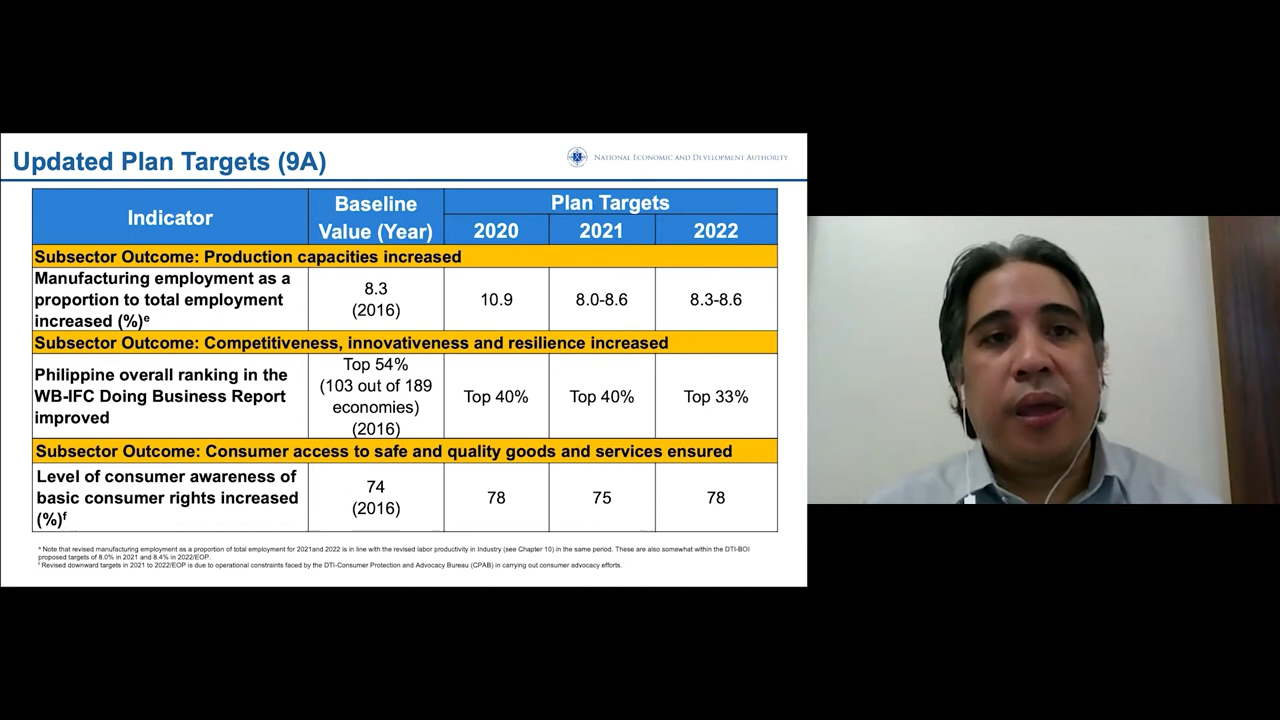 Updated Plan Targets (9A)
NATIONAL ECONOMIC AND DEVELOPMENT AUTHORITY
Indicator
Baseline
Value (Year)
Plan Targets
2020
2021
2022
Subsector Outcome: Production capacities increased
Manufacturing employment as a
proportion to total employment
increased (%)e
8.3
(2016)
10.9
8.0-8.6
8.3-8.6
Subsector Outcome: Competitiveness, innovativeness and resilience increased
Philippine overall ranking in the
WB-IFC Doing Business Report
improved
Top 54%
(103 out of 189
economies)
(2016)
Top 40%
Top 40%
Top 33%
Subsector Outcome: Consumer access to safe and quality goods and services ensured
Level of consumer awareness of
basic consumer rights increased
(%)f
74
(2016)
78
75
78
e Note that revised manufacturing employment as a proportion of total employment for 2021and 2022 is in line with the revised labor productivity in Industry (see Chapter 10) in the same period. These are also somewhat within the DTI-BOI
proposed targets of 8.0% in 2021 and 8.4% in 2022/EOP.
f Revised downward targets in 2021 to 2022/EOP is due to operational constraints faced by the DTI-Consumer Protection and Advocacy Bureau (CPAB) in carrying out consumer advocacy efforts.